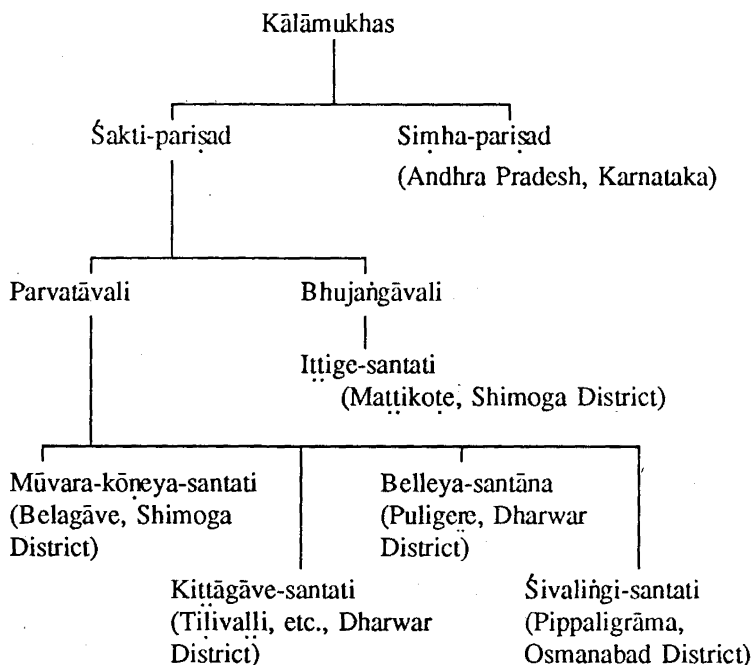 Kālāmukhas
Śakti-pariṣad
Siṃha-pariṣad
(Andhra Pradesh, Karnataka)
Parvatāvali
Bhujaṅgāvali
Iṭṭige-santati
(Maṭṭikoṭe, Shimoga District)
Mūvara-kōṇeya-santati
(Belagāve, Shimoga
District)
Belleya-santāna
(Puligeṟe, Dharwar
District)
Kiṭṭāgāve-santati
(Tiḷivaḷḷi, etc., Dharwar
District)
Śivaliṅgi-santati
(Pippaligrāma,
Osmanabad District)